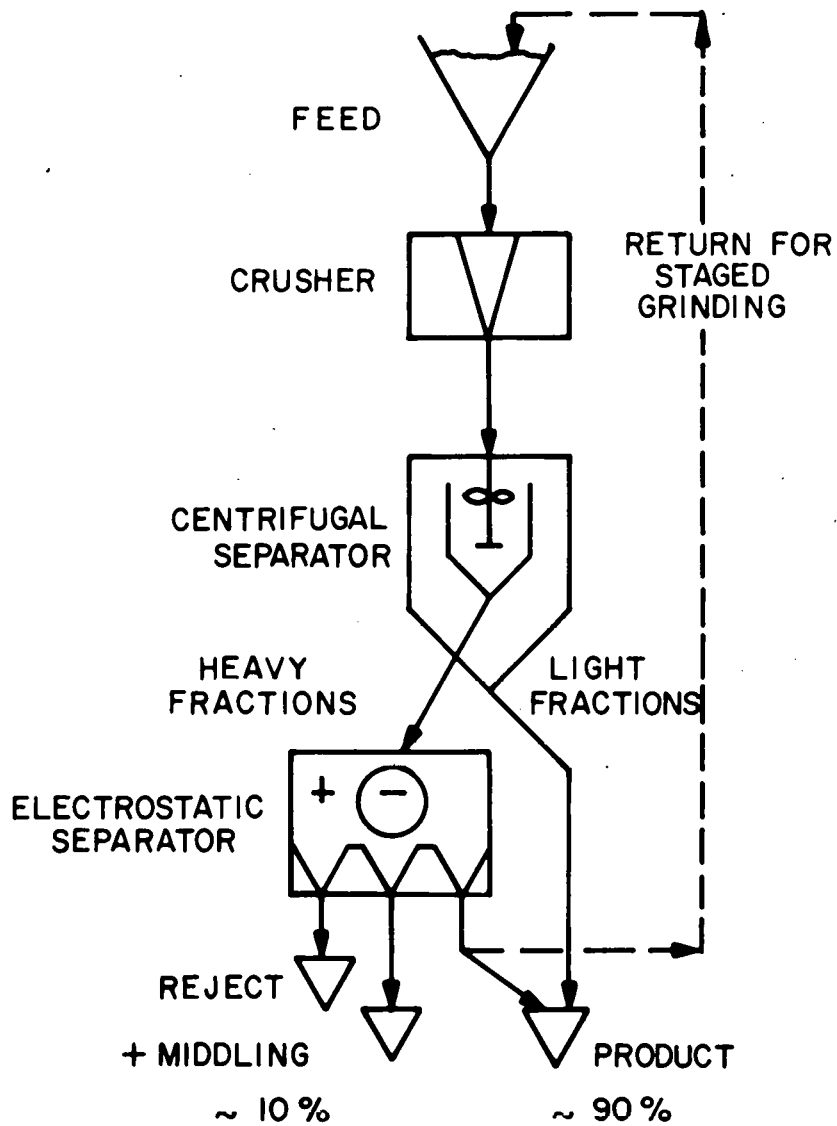 FEED
RETURN FOR
STAGED
GRINDING
CRUSHER
CENTRIFUGAL
SEPARATOR
HEAVY
FRACTIONS
LIGHT
FRACTIONS
+ −
ELECTROSTATIC
SEPARATOR
REJECT
+ MIDDLING
PRODUCT
~ 10 %
~ 90 %